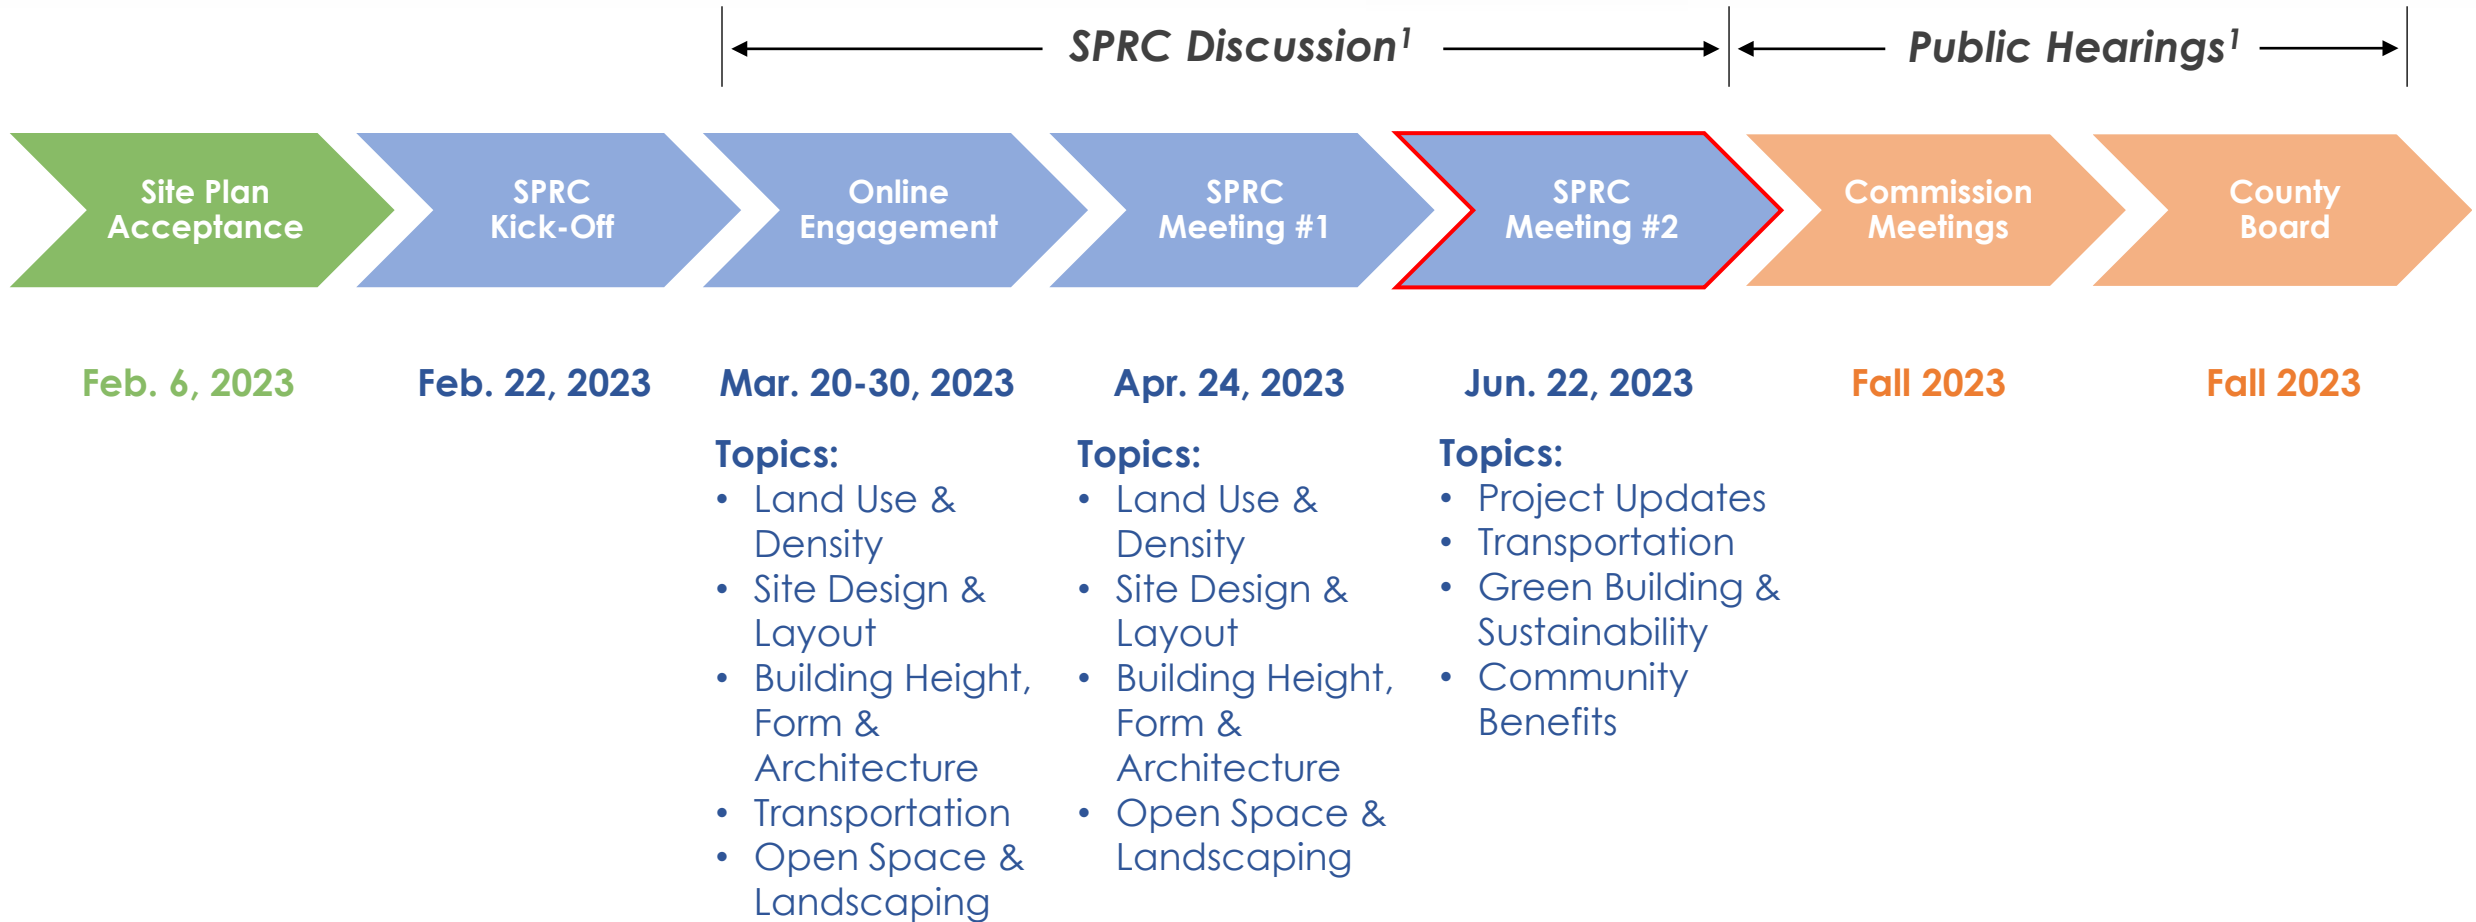 SPRC Discussion¹
Public Hearings¹
Site Plan
Acceptance
SPRC
Kick-Off
Online
Engagement
SPRC
Meeting #1
SPRC
Meeting #2
Commission
Meetings
County
Board
Feb. 6, 2023
Feb. 22, 2023
Mar. 20-30, 2023
Apr. 24, 2023
Jun. 22, 2023
Fall 2023
Fall 2023
Topics:
• Land Use &
Density
• Site Design &
Layout
• Building Height,
Form &
Architecture
• Transportation
• Open Space &
Landscaping
Topics:
• Land Use &
Density
• Site Design &
Layout
• Building Height,
Form &
Architecture
• Open Space &
Landscaping
Topics:
• Project Updates
• Transportation
• Green Building &
Sustainability
• Community
Benefits